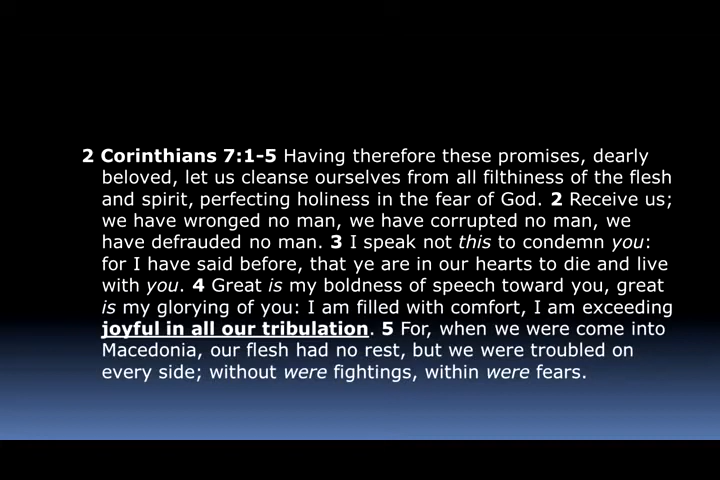 2 Corinthians 7:1-5 Having therefore these promises, dearly
beloved, let us cleanse ourselves from all filthiness of the flesh
and spirit, perfecting holiness in the fear of God. 2 Receive us;
we have wronged no man, we have corrupted no man, we
have defrauded no man. 3 I speak not this to condemn you:
for I have said before, that ye are in our hearts to die and live
with you. 4 Great is my boldness of speech toward you, great
is my glorying of you: I am filled with comfort, I am exceeding
joyful in all our tribulation. 5 For, when we were come into
Macedonia, our flesh had no rest, but we were troubled on
every side; without were fightings, within were fears.